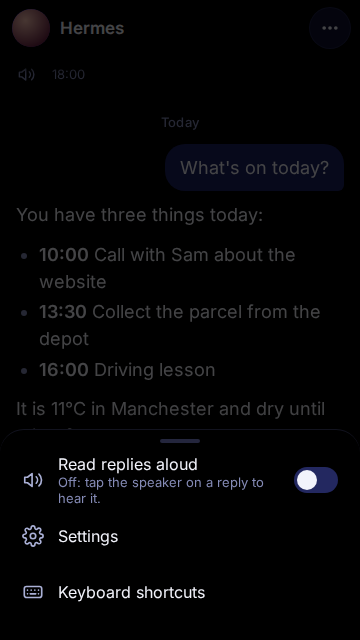 Hermes
18:00
Today
What's on today?
You have three things today:
10:00 Call with Sam about the
website
13:30 Collect the parcel from the
depot
16:00 Driving lesson
It is 11°C in Manchester and dry until
Read replies aloud
Off: tap the speaker on a reply to
hear it.
Settings
Keyboard shortcuts